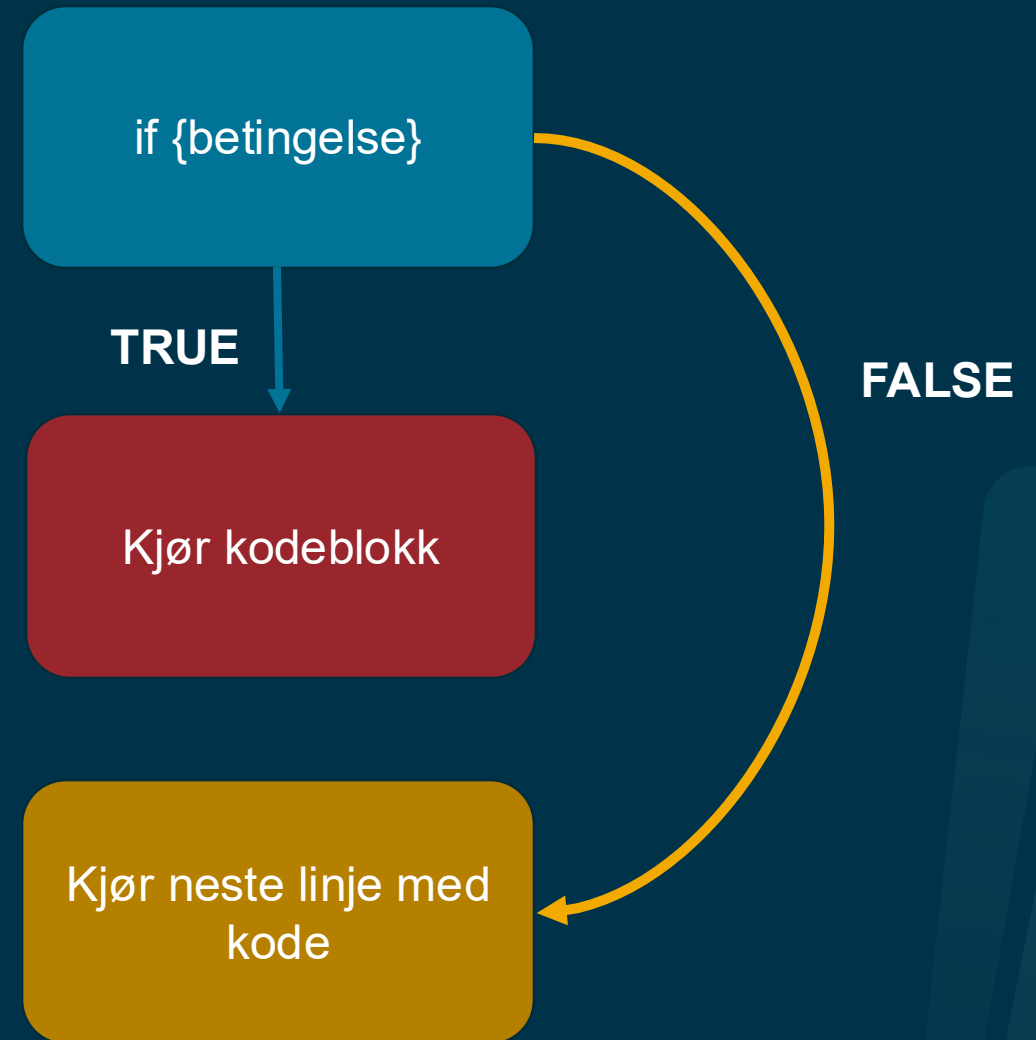 if {betingelse}
TRUE
FALSE
Kjør kodeblokk
Kjør neste linje med
kode